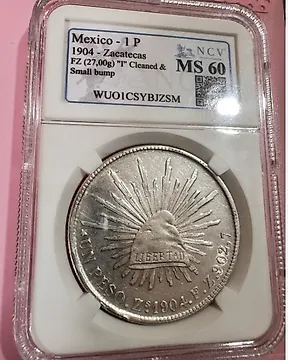 Mexico - 1 P
1904 - Zacatecas
FZ (27,00g) "I" Cleaned &
Small bump
NCV
MS 60
WUO1CSYBJZSM
LIBERTAD
UN PESO. Zs 1904. F. Z. 902.7